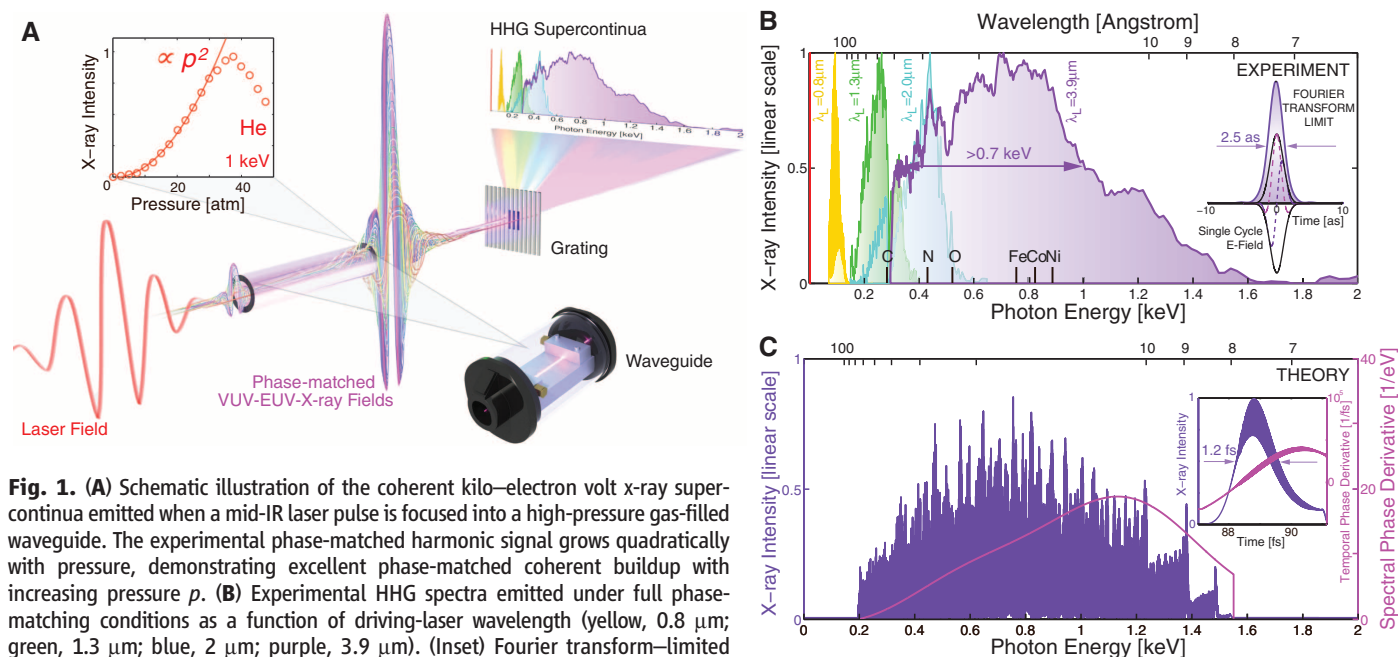 A
1
∝ p²
X–ray Intensity
He
1 keV
0 20 40
Pressure [atm]
HHG Supercontinua
0 0.2 0.4 0.6 0.8 1 1.2 1.4 1.6 1.8 2
Photon Energy [keV]
Grating
Waveguide
Phase-matched
VUV-EUV-X-ray Fields
Laser Field
Fig. 1. (A) Schematic illustration of the coherent kilo–electron volt x-ray super-
continua emitted when a mid-IR laser pulse is focused into a high-pressure gas-filled
waveguide. The experimental phase-matched harmonic signal grows quadratically
with pressure, demonstrating excellent phase-matched coherent buildup with
increasing pressure p. (B) Experimental HHG spectra emitted under full phase-
matching conditions as a function of driving-laser wavelength (yellow, 0.8 μm;
green, 1.3 μm; blue, 2 μm; purple, 3.9 μm). (Inset) Fourier transform–limited
B
Wavelength [Angstrom]
100 10 9 8 7
1
0.5
0
X–ray Intensity [linear scale]
λL=0.8μm
λL=1.3μm
λL=2.0μm
λL=3.9μm
>0.7 keV
C N O Fe Co Ni
EXPERIMENT
FOURIER
TRANSFORM
LIMIT
2.5 as
–10 0 10
Time [as]
Single Cycle
E-Field
0.2 0.4 0.6 0.8 1 1.2 1.4 1.6 1.8 2
Photon Energy [keV]
C
100 10 9 8 7
1
0.5
0
X–ray Intensity [linear scale]
THEORY
1
0
X–ray Intensity
1.2 fs
88 90
Time [fs]
0
Temporal Phase Derivative [1/fs]
40
20
0
Spectral Phase Derivative [1/eV]
0 0.2 0.4 0.6 0.8 1 1.2 1.4 1.6 1.8 2
Photon Energy [keV]